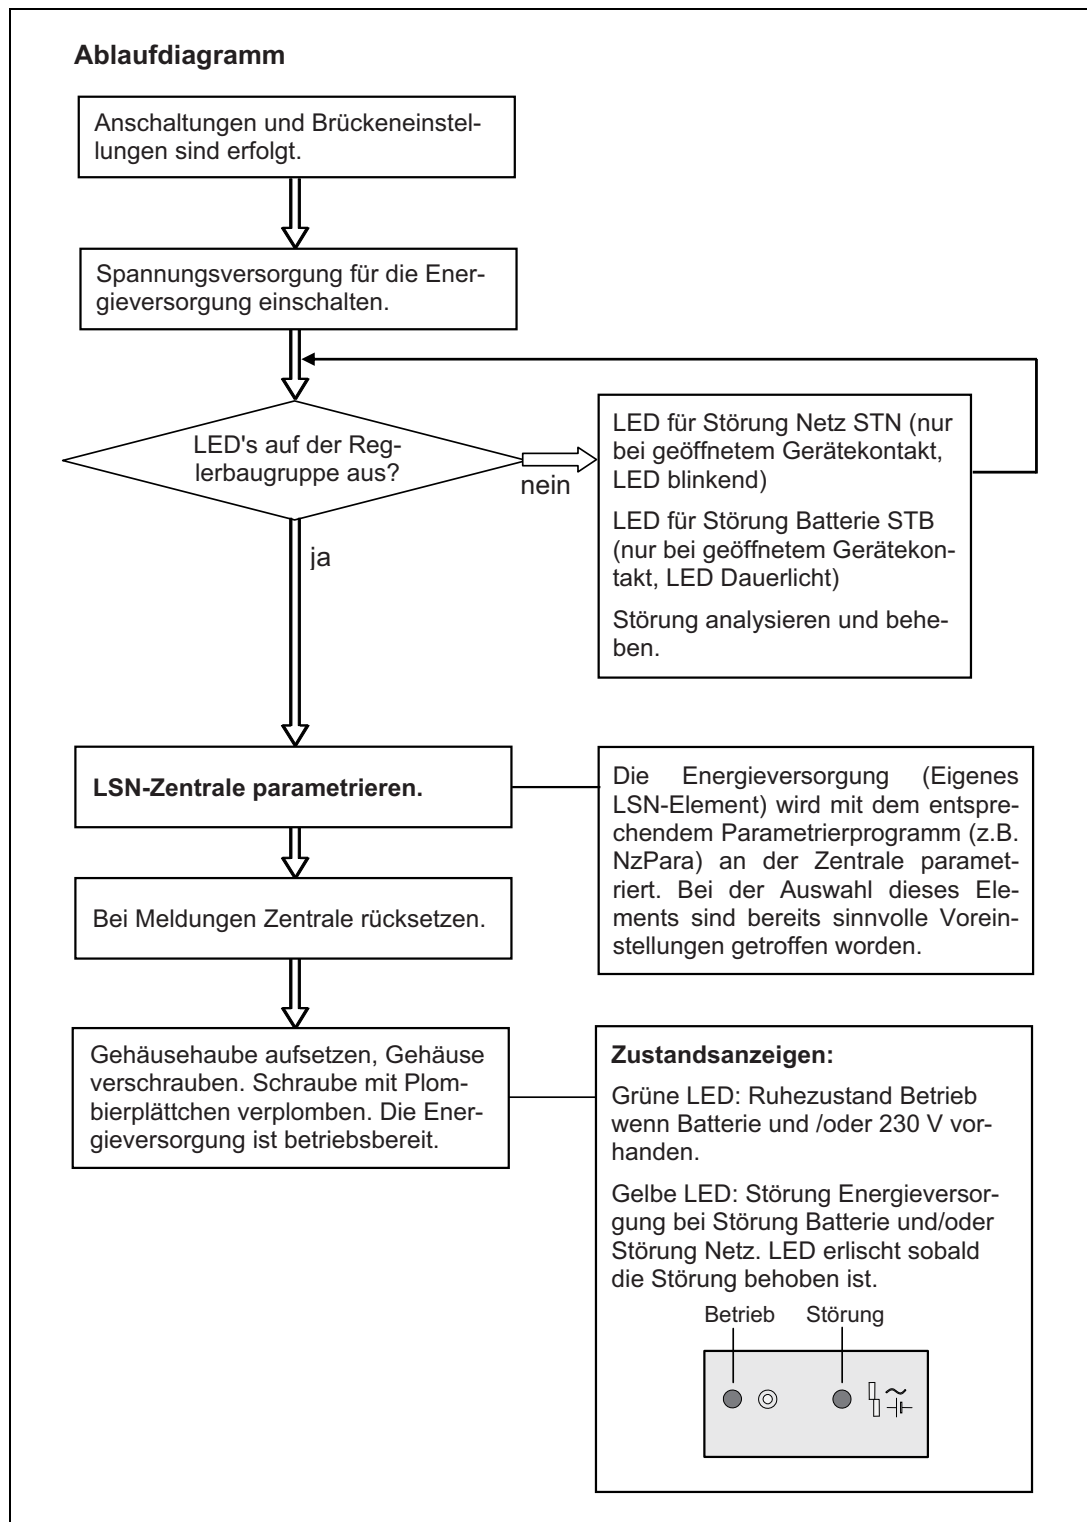 Ablaufdiagramm
Anschaltungen und Brückeneinstel-
lungen sind erfolgt.
Spannungsversorgung für die Ener-
gieversorgung einschalten.
LED's auf der Reg-
lerbaugruppe aus?
nein
ja
LED für Störung Netz STN (nur
bei geöffnetem Gerätekontakt,
LED blinkend)
LED für Störung Batterie STB
(nur bei geöffnetem Gerätekon-
takt, LED Dauerlicht)
Störung analysieren und behe-
ben.
LSN-Zentrale parametrieren.
Die Energieversorgung (Eigenes
LSN-Element) wird mit dem entspre-
chendem Parametrierprogramm (z.B.
NzPara) an der Zentrale parametr-
iert. Bei der Auswahl dieses Ele-
ments sind bereits sinnvolle Vorein-
stellungen getroffen worden.
Bei Meldungen Zentrale rücksetzen.
Gehäusehaube aufsetzen, Gehäuse
verschrauben. Schraube mit Plom-
bierplättchen verplomben. Die Ener-
gieversorgung ist betriebsbereit.
Zustandsanzeigen:
Grüne LED: Ruhezustand Betrieb
wenn Batterie und /oder 230 V vor-
handen.
Gelbe LED: Störung Energieversor-
gung bei Störung Batterie und/oder
Störung Netz. LED erlischt sobald
die Störung behoben ist.
Betrieb Störung